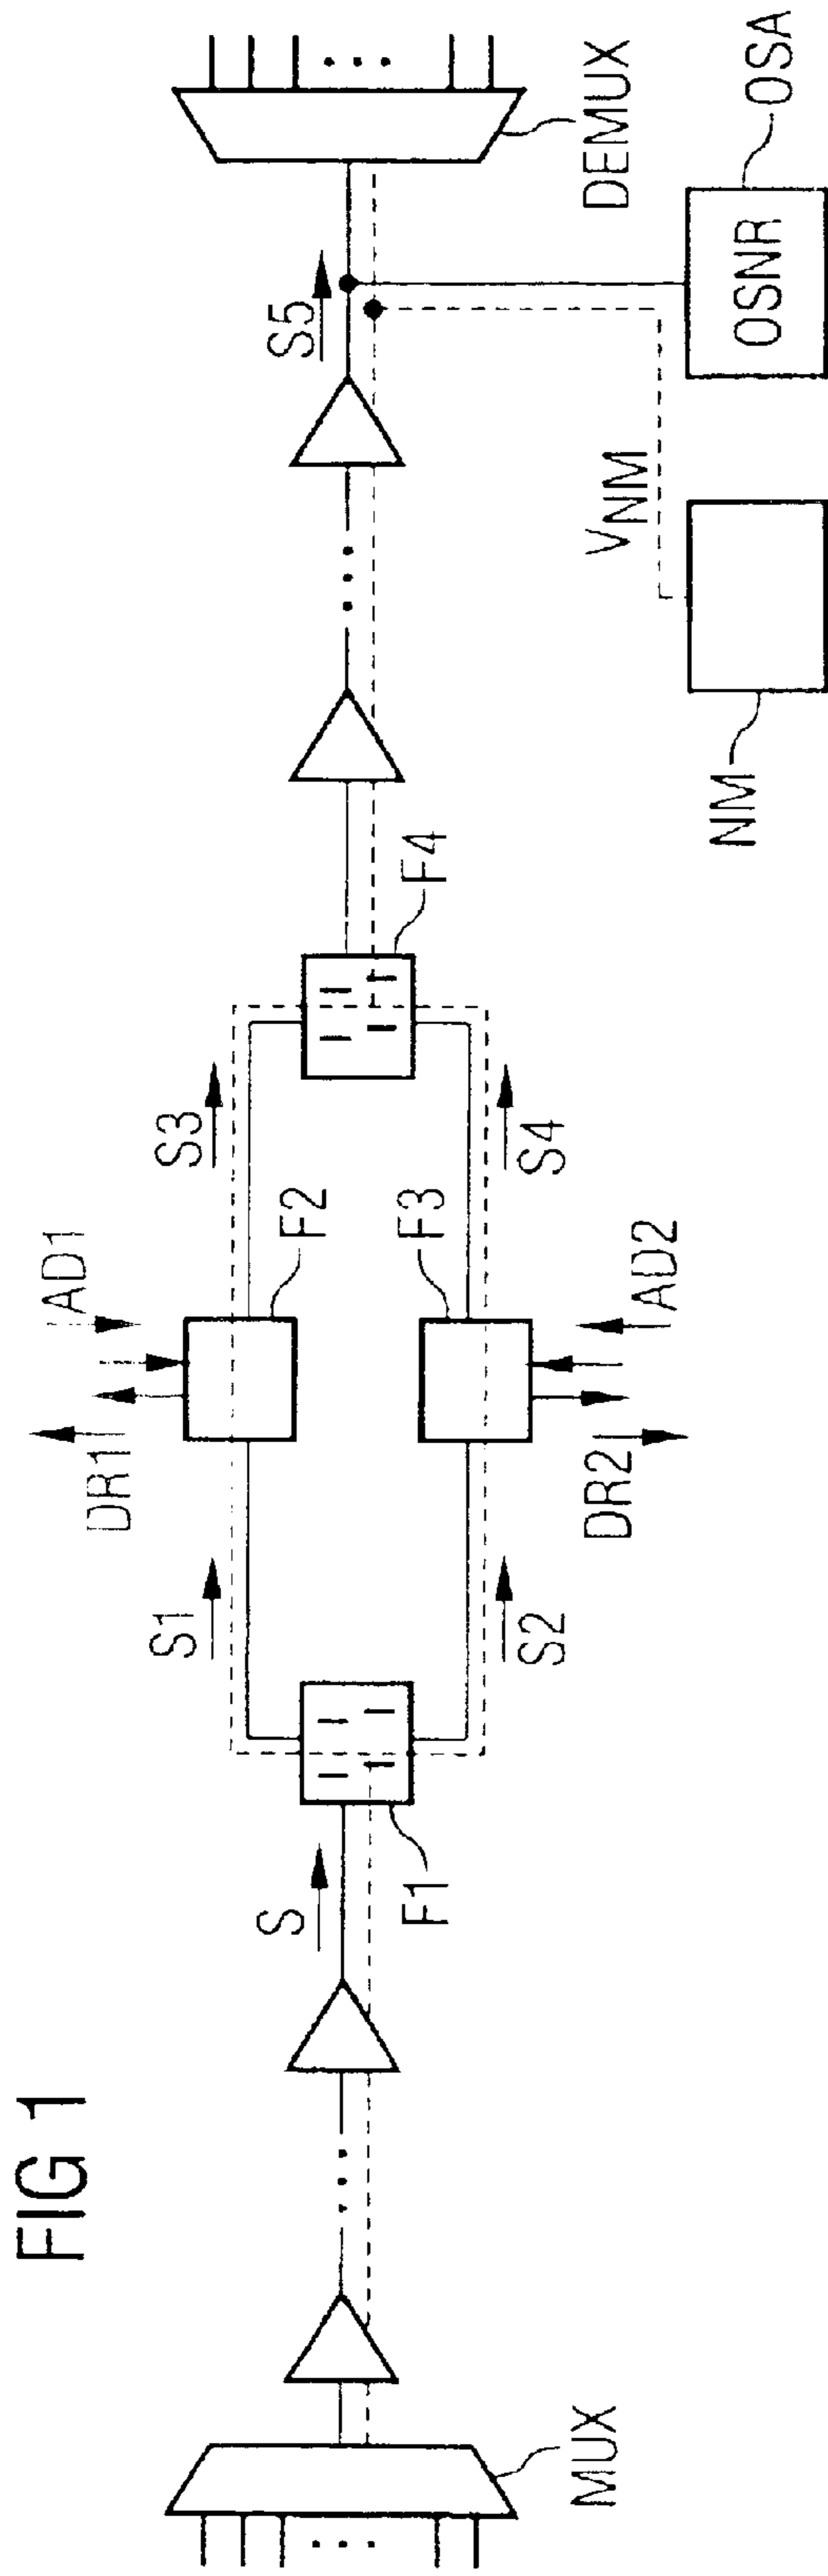 FIG 1
MUX
S
F1
S1
S2
DR1
AD1
F2
F3
DR2
AD2
S3
S4
F4
S5
DEMUX
VNM
NM
OSNR
OSA